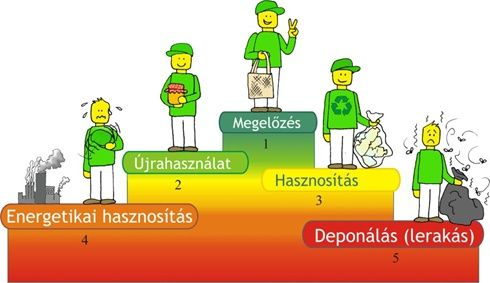 Megelőzés
1
Újrahasználat
2
Hasznosítás
3
Energetikai hasznosítás
4
Deponálás (lerakás)
5